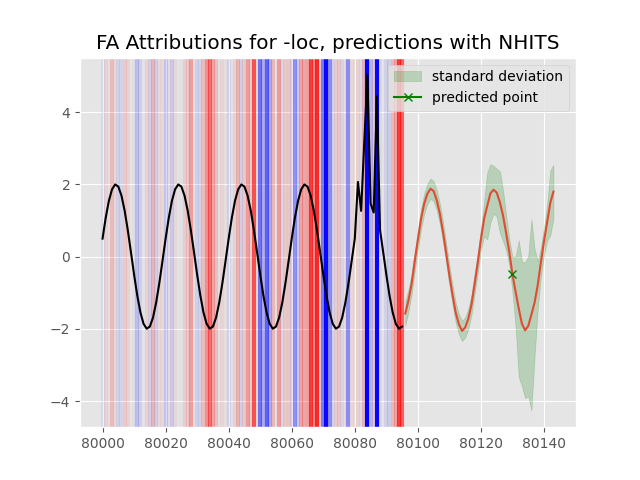 FA Attributions for -loc, predictions with NHITS
standard deviation
predicted point
4
2
0
−2
−4
80000 80020 80040 80060 80080 80100 80120 80140